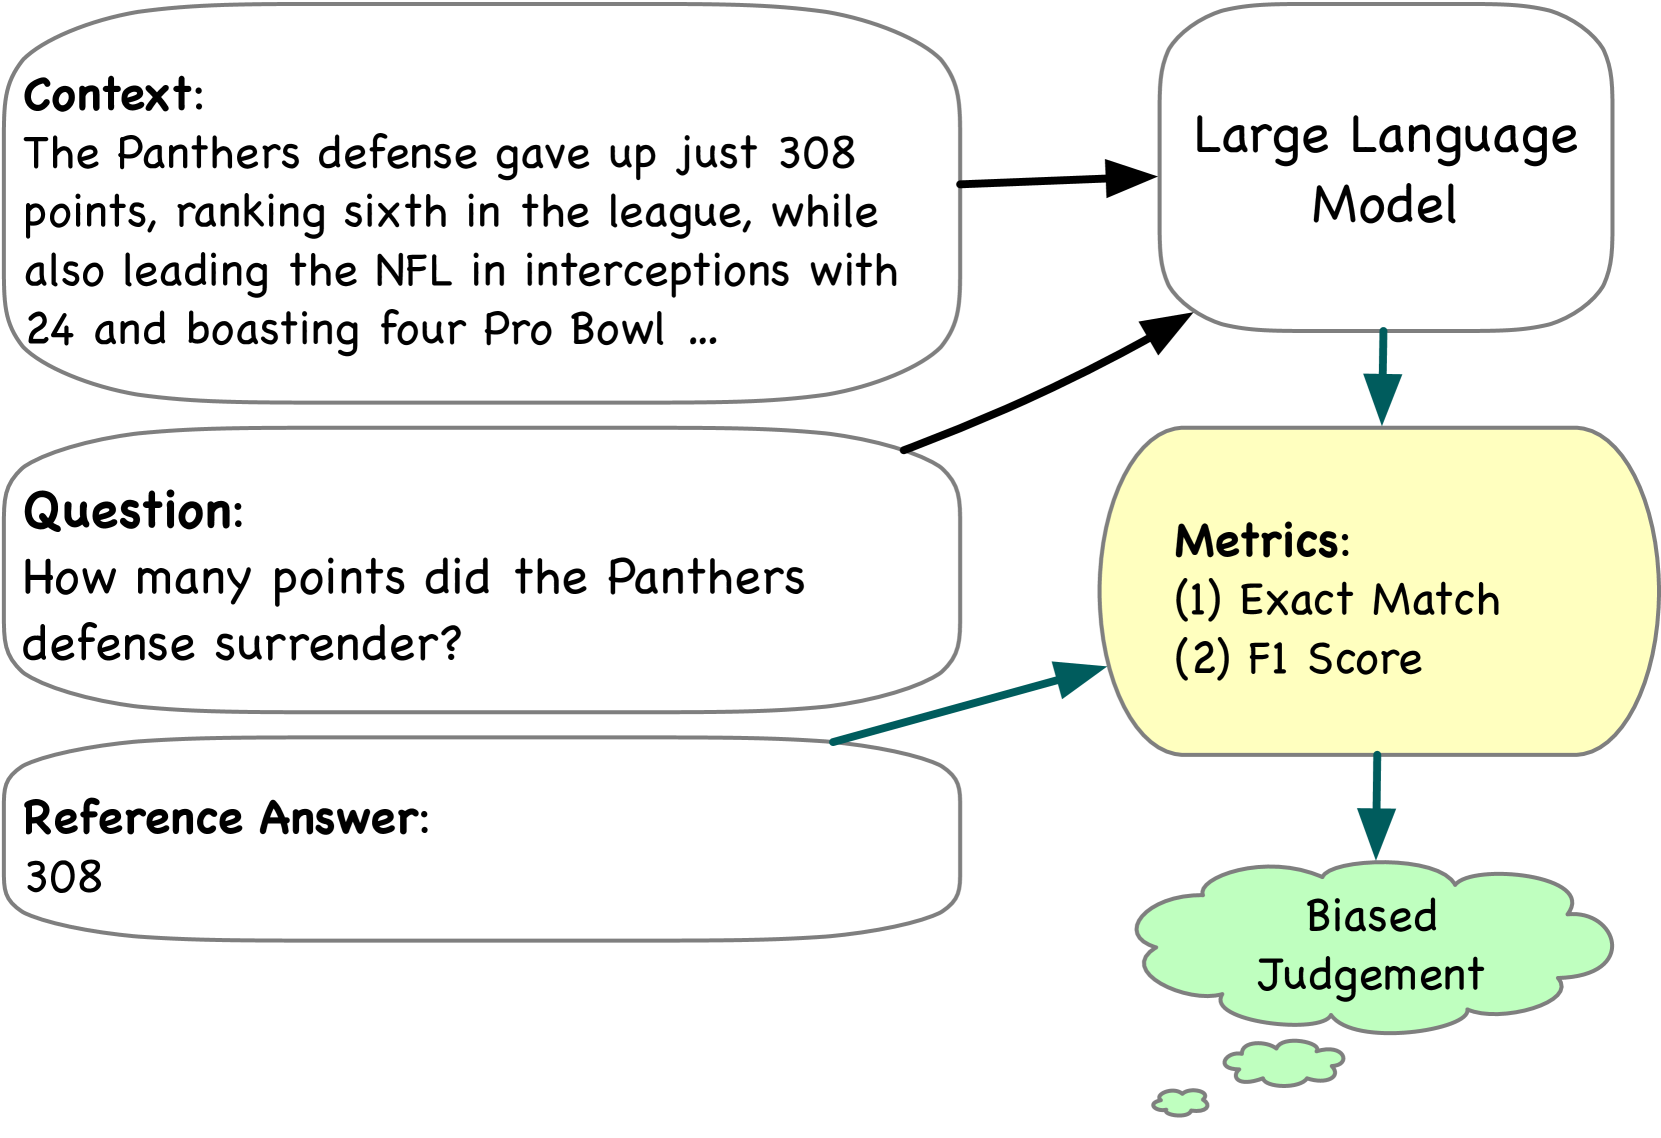 Context:
The Panthers defense gave up just 308
points, ranking sixth in the league, while
also leading the NFL in interceptions with
24 and boasting four Pro Bowl ...
Question:
How many points did the Panthers
defense surrender?
Reference Answer:
308
Large Language
Model
Metrics:
(1) Exact Match
(2) F1 Score
Biased
Judgement